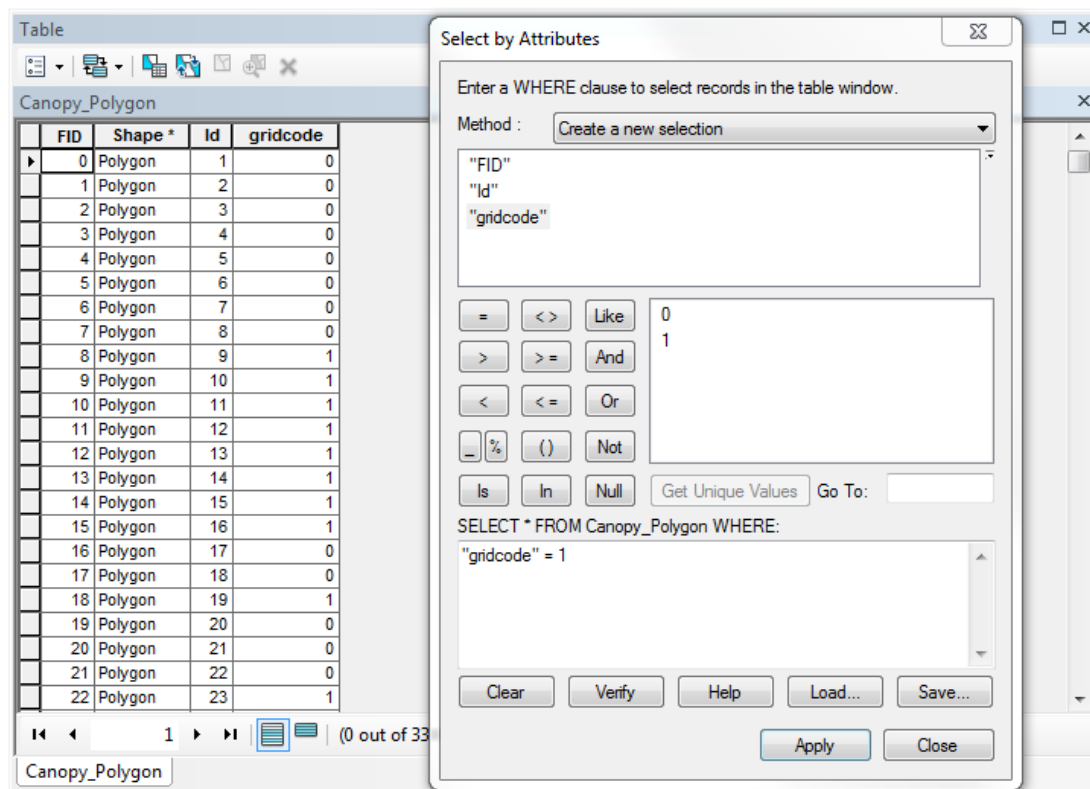 Table
Canopy_Polygon
FID Shape * Id gridcode
0 Polygon 1 0
1 Polygon 2 0
2 Polygon 3 0
3 Polygon 4 0
4 Polygon 5 0
5 Polygon 6 0
6 Polygon 7 0
7 Polygon 8 0
8 Polygon 9 1
9 Polygon 10 1
10 Polygon 11 1
11 Polygon 12 1
12 Polygon 13 1
13 Polygon 14 1
14 Polygon 15 1
15 Polygon 16 1
16 Polygon 17 0
17 Polygon 18 0
18 Polygon 19 1
19 Polygon 20 0
20 Polygon 21 0
21 Polygon 22 0
22 Polygon 23 1
1 (0 out of 33
Canopy_Polygon
Select by Attributes
Enter a WHERE clause to select records in the table window.
Method : Create a new selection
"FID"
"Id"
"gridcode"
= < > Like
> > = And
< < = Or
_ % ( ) Not
Is In Null
0
1
Get Unique Values Go To:
SELECT * FROM Canopy_Polygon WHERE:
"gridcode" = 1
Clear Verify Help Load... Save...
Apply Close